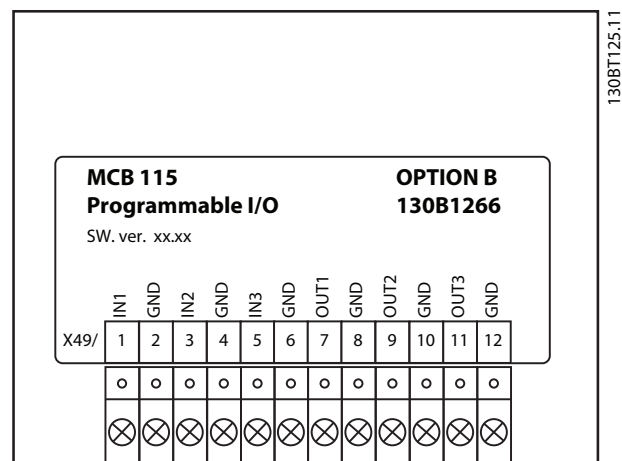 130BT125.11
MCB 115 OPTION B
Programmable I/O 130B1266
SW. ver. xx.xx
IN1 GND IN2 GND IN3 GND OUT1 GND OUT2 GND OUT3 GND
X49/ 1 2 3 4 5 6 7 8 9 10 11 12